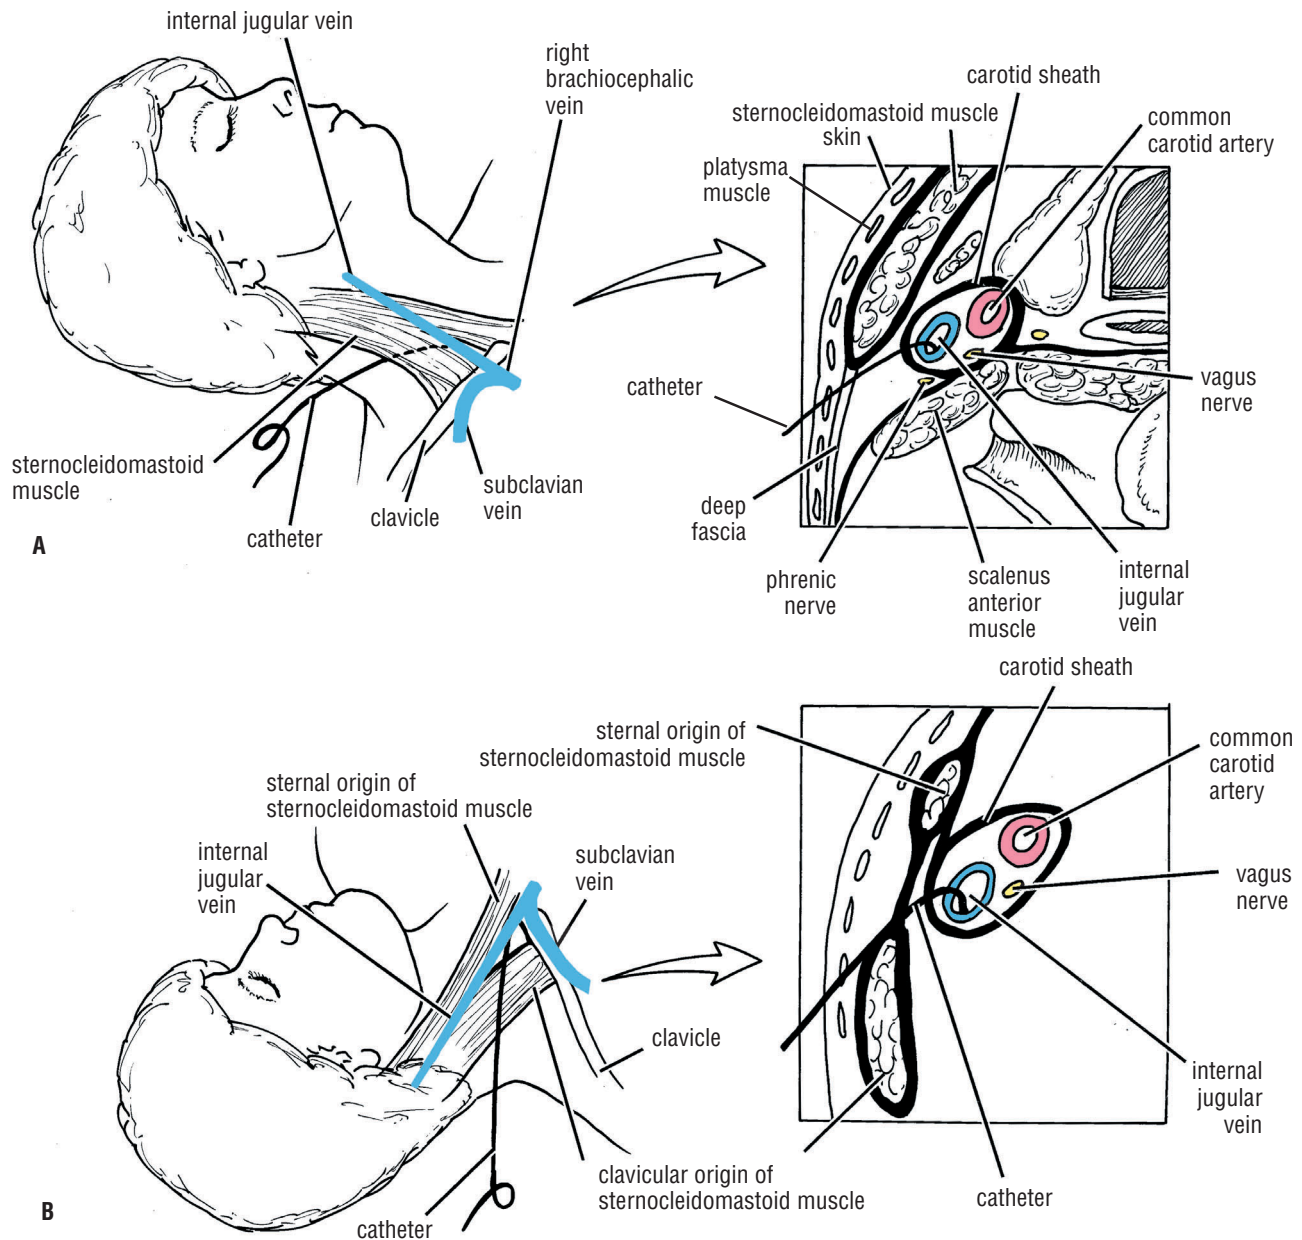 internal jugular vein
right
brachiocephalic
vein
carotid sheath
sternocleidomastoid muscle
skin
common
carotid artery
platysma
muscle
catheter
vagus
nerve
sternocleidomastoid
muscle
subclavian
vein
clavicle
catheter
deep
fascia
phrenic
nerve
scalenus
anterior
muscle
internal
jugular
vein
A
carotid sheath
sternal origin of
sternocleidomastoid muscle
common
carotid
artery
sternal origin of
sternocleidomastoid muscle
internal
jugular
vein
subclavian
vein
vagus
nerve
clavicle
internal
jugular
vein
clavicular origin of
sternocleidomastoid muscle
catheter
catheter
B